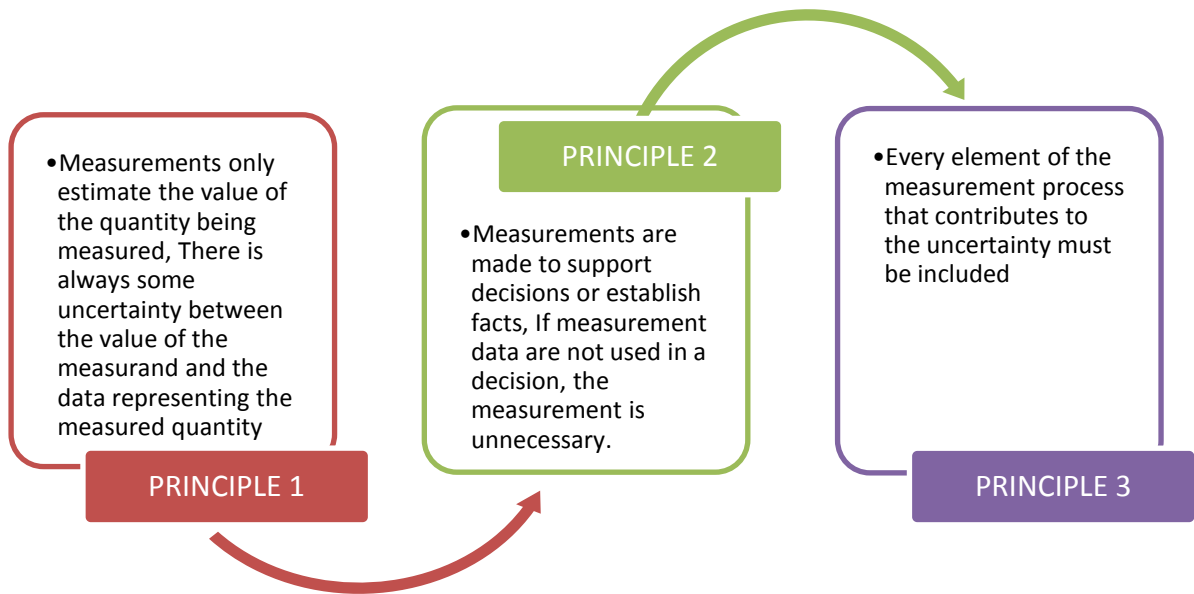 •Measurements only
estimate the value of
the quantity being
measured, There is
always some
uncertainty between
the value of the
measurand and the
data representing the
measured quantity
PRINCIPLE 1
PRINCIPLE 2
•Measurements are
made to support
decisions or establish
facts, If measurement
data are not used in a
decision, the
measurement is
unnecessary.
•Every element of the
measurement process
that contributes to
the uncertainty must
be included
PRINCIPLE 3